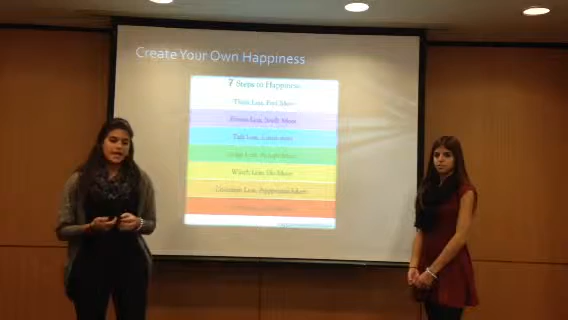 Create Your Own Happiness
7 Steps to Happiness
Think Less, Feel More
Frown Less, Smile More
Talk Less, Listen More
Judge Less, Accept More
Watch Less, Do More
Complain Less, Appreciate More